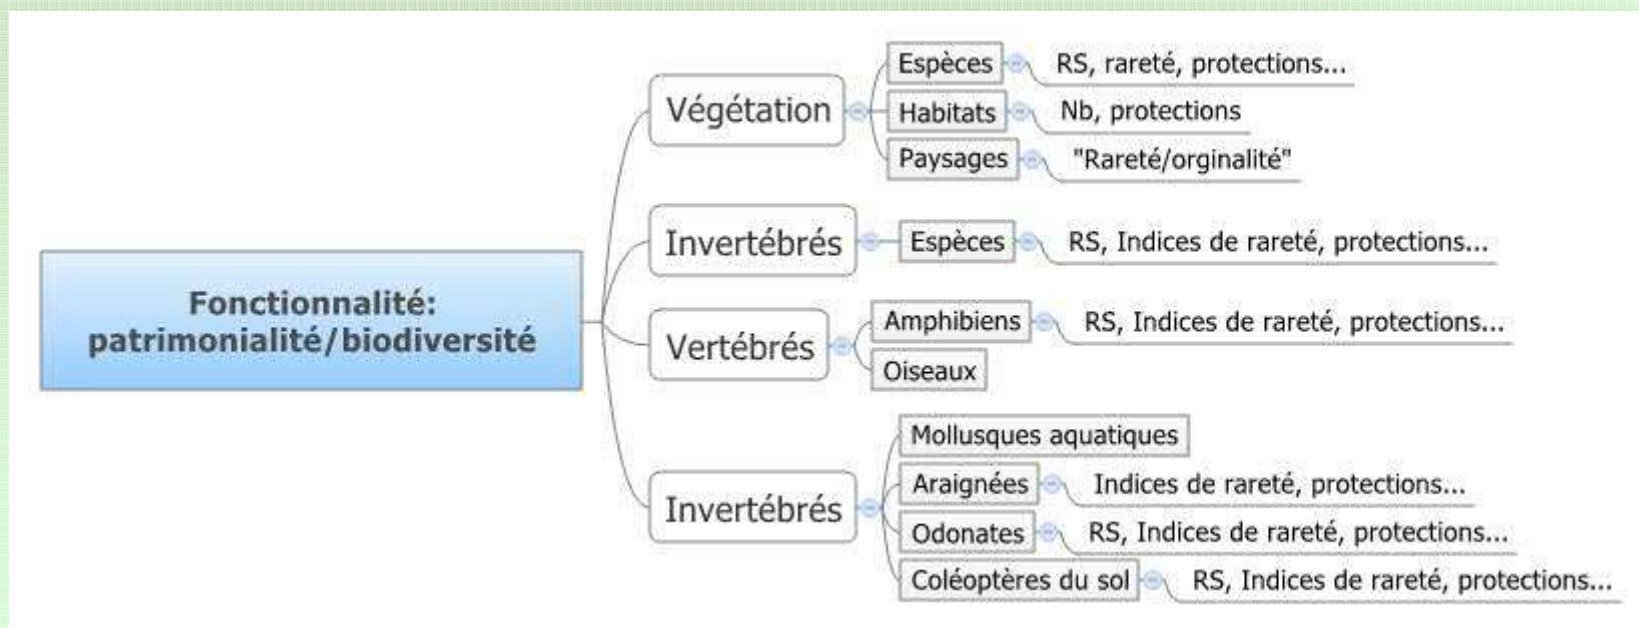 Fonctionnalité:
patrimonialité/biodiversité
Végétation
Espèces
RS, rareté, protections...
Habitats
Nb, protections
Paysages
"Rareté/orginalité"
Invertébrés
Espèces
RS, Indices de rareté, protections...
Vertébrés
Amphibiens
RS, Indices de rareté, protections...
Oiseaux
Invertébrés
Mollusques aquatiques
Araignées
Indices de rareté, protections...
Odonates
RS, Indices de rareté, protections...
Coléoptères du sol
RS, Indices de rareté, protections...